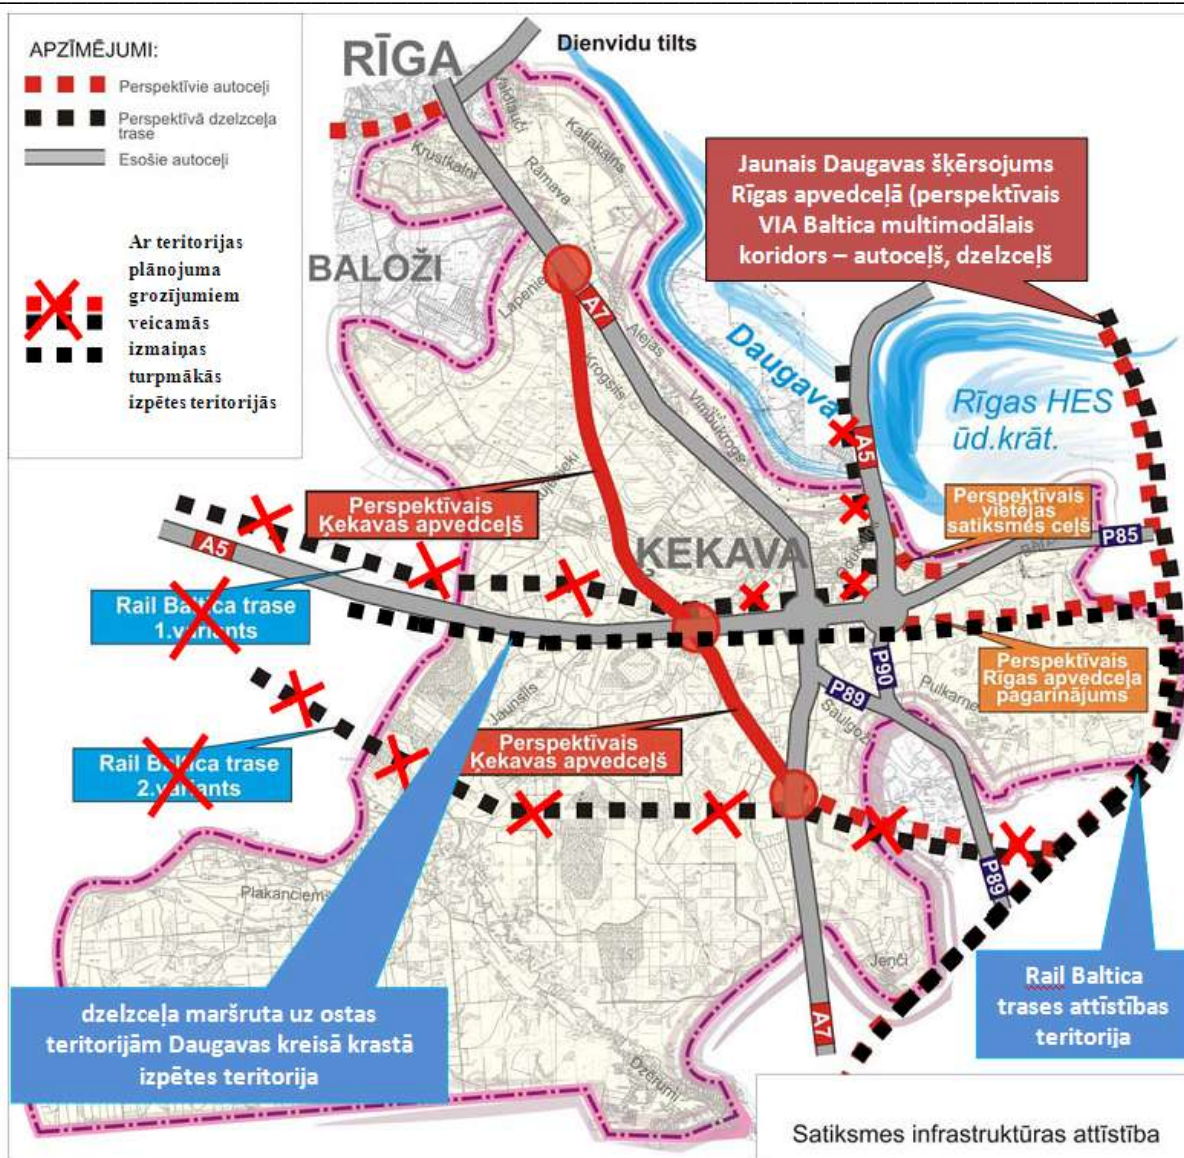 APZĪMĒJUMI:
Perspektīvie autoceļi
Perspektīvā dzelzceļa
trase
Esošie autoceļi
Ar teritorijas
plānojuma
grozījumiem
veicamās
izmaiņas
turpmākās
izpētes teritorijās
RĪGA
Dienvidu tilts
Valdlauči
Katlakalns
Krustkalni
Rāmava
BALOŽI
A7
Alejas
Krogsils
Vimbukrogs
Daugava
Jaunais Daugavas šķērsojums
Rīgas apvedceļā (perspektīvais
VIA Baltica multimodālais
koridors – autoceļš, dzelzceļš
Rīgas HES
ūd.krāt.
A5
Perspektīvais
Ķekavas apvedceļš
Perspektīvais
vietējās
satiksmes ceļš
P85
A5
ĶEKAVA
Rail Baltica trase
1.variants
Perspektīvais
Rīgas apvedceļa
pagarinājums
P90
P89
Jaunsils
Perspektīvais
Ķekavas apvedceļš
Rail Baltica trase
2.variants
P89
Plakanciems
Jeņči
dzelzceļa maršruta uz ostas
teritorijām Daugavas kreisā krastā
izpētes teritorija
A7
Rail Baltica
trases attīstības
teritorija
Dzērumi
Satiksmes infrastruktūras attīstība